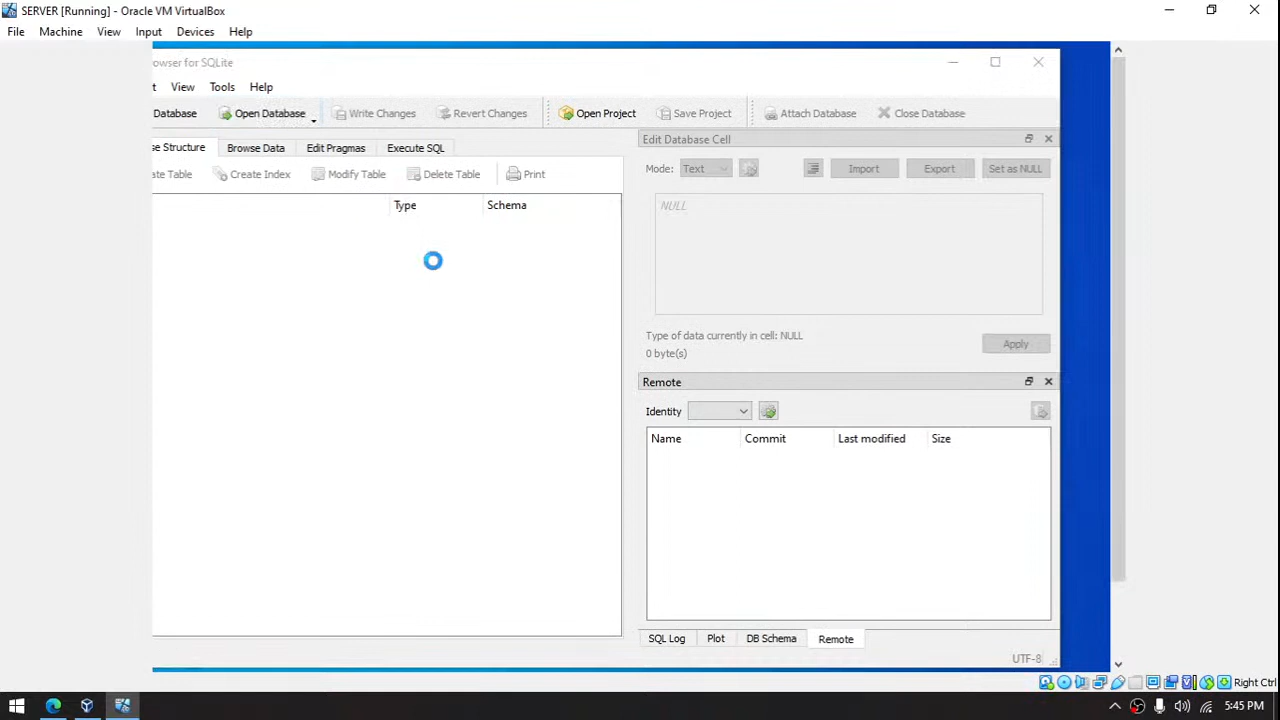 SERVER [Running] - Oracle VM VirtualBox
File Machine View Input Devices Help
owser for SQLite
t View Tools Help
Database Open Database Write Changes Revert Changes Open Project Save Project Attach Database Close Database
Edit Database Cell
se Structure Browse Data Edit Pragmas Execute SQL
ate Table Create Index Modify Table Delete Table Print
Mode: Text Import Export Set as NULL
Type Schema
NULL
Type of data currently in cell: NULL
0 byte(s)
Apply
Remote
Identity
Name Commit Last modified Size
SQL Log Plot DB Schema Remote
UTF-8
Right Ctrl
5:45 PM